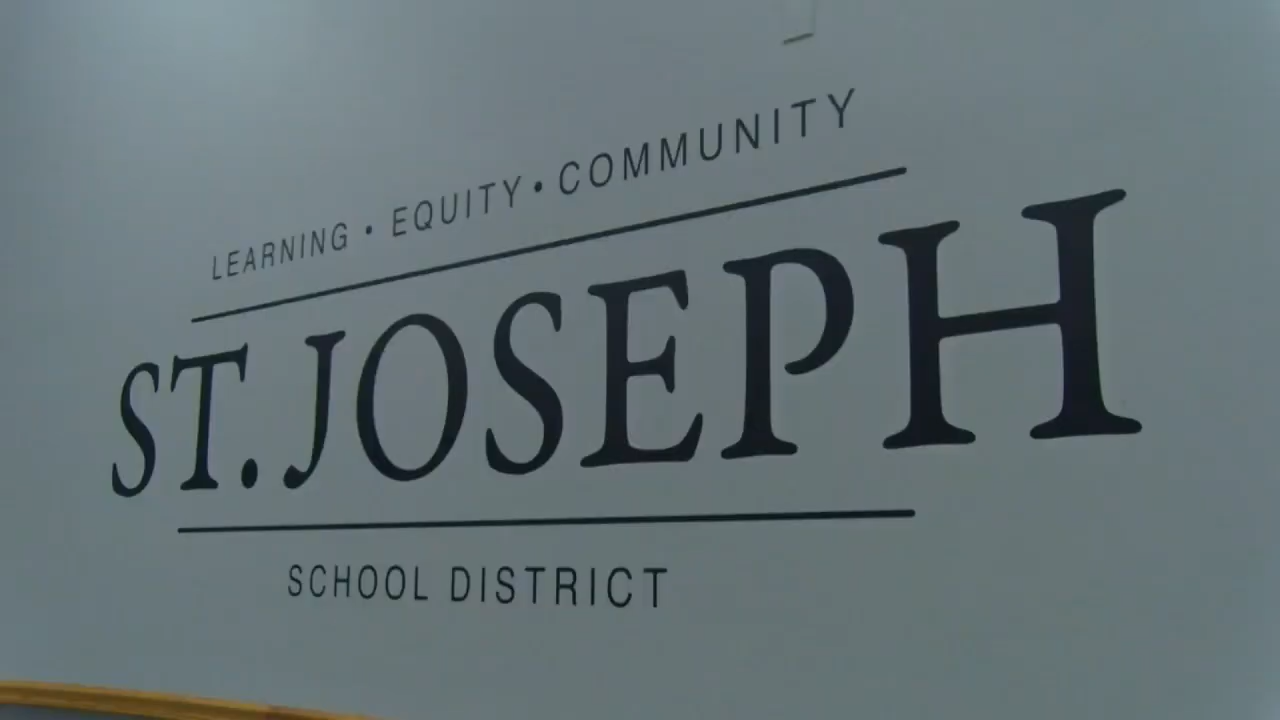 LEARNING • EQUITY • COMMUNITY
ST. JOSEPH
SCHOOL DISTRICT